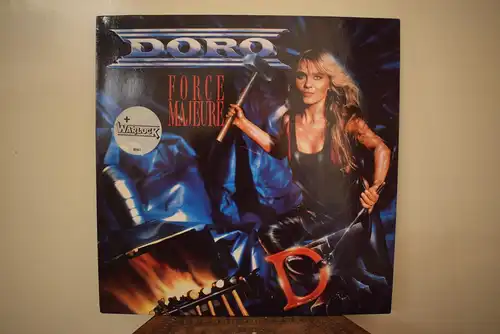 DORO
FORCE
MAJEURE
+
WARLOCK
D